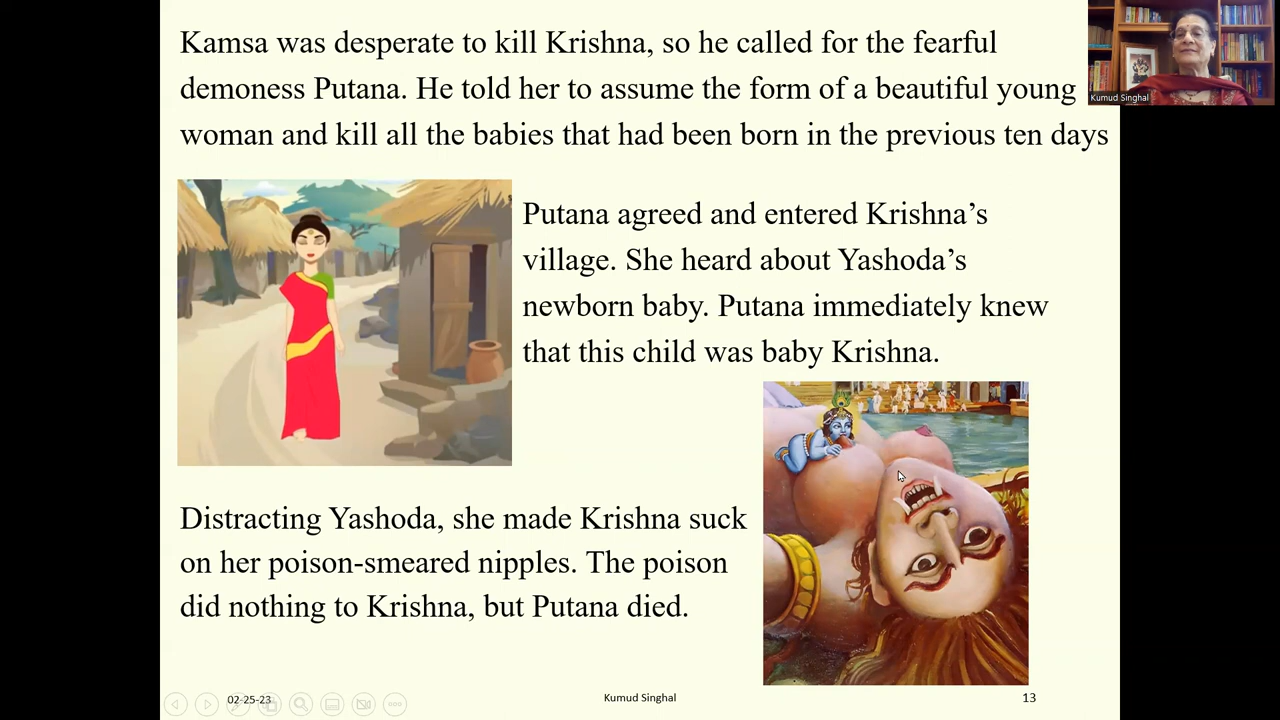 Kamsa was desperate to kill Krishna, so he called for the fearful
demoness Putana. He told her to assume the form of a beautiful young
woman and kill all the babies that had been born in the previous ten days
Kumud Singhal
Putana agreed and entered Krishna’s
village. She heard about Yashoda’s
newborn baby. Putana immediately knew
that this child was baby Krishna.
Distracting Yashoda, she made Krishna suck
on her poison-smeared nipples. The poison
did nothing to Krishna, but Putana died.
02-25-23
Kumud Singhal
13